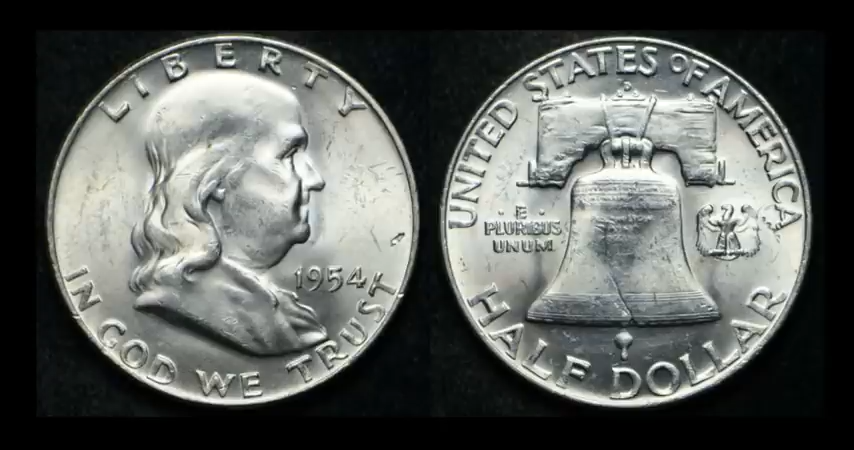 LIBERTY
1954
IN GOD WE TRUST
UNITED STATES OF AMERICA
D
· E ·
PLURIBUS
UNUM
HALF DOLLAR